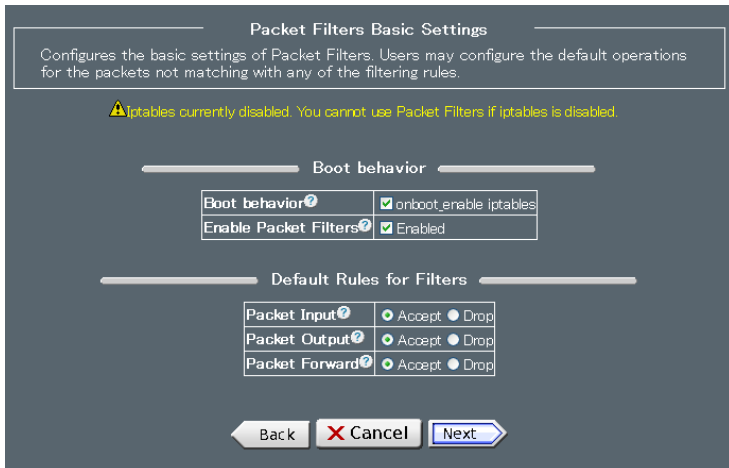 Packet Filters Basic Settings
Configures the basic settings of Packet Filters. Users may configure the default operations
for the packets not matching with any of the filtering rules.
Iptables currently disabled. You cannot use Packet Filters if iptables is disabled.
Boot behavior
Boot behavior? onboot_enable iptables
Enable Packet Filters? Enabled
Default Rules for Filters
Packet Input? Accept Drop
Packet Output? Accept Drop
Packet Forward? Accept Drop
Back Cancel Next